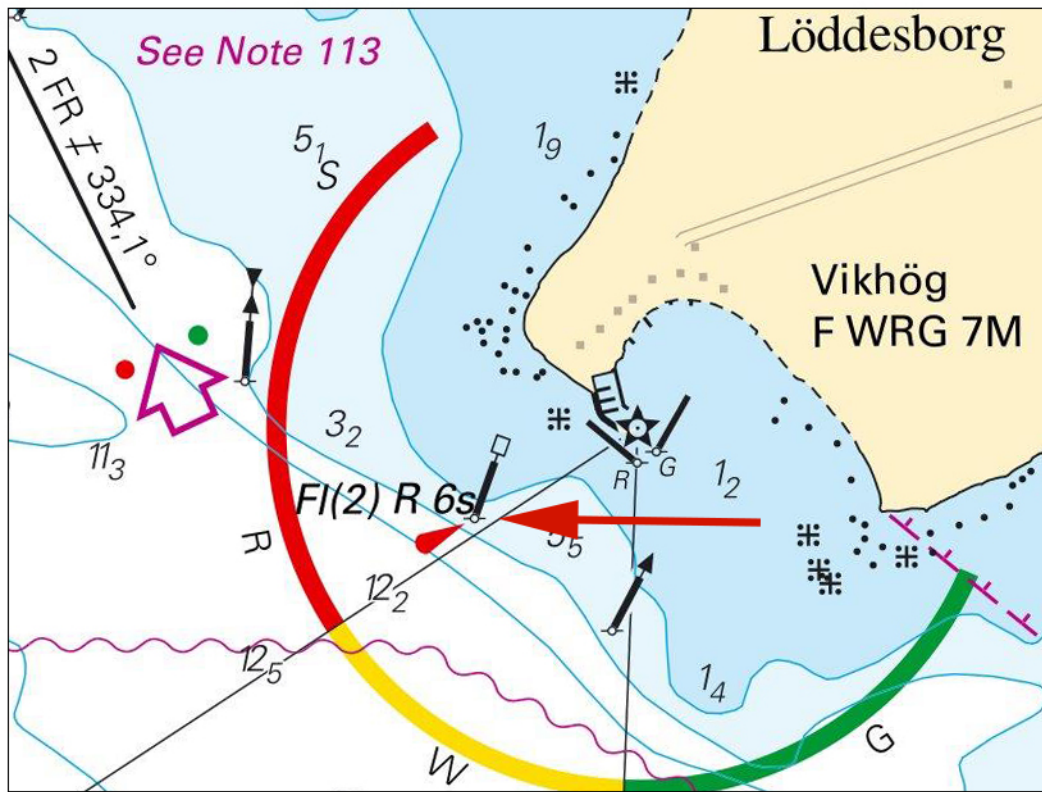 Löddesborg
See Note 113
2 FR ‡ 334,1°
1₉
5₁
S
Vikhög
F WRG 7M
3₂
11₃
R
G
1₂
Fl(2) R 6s
5₅
R
12₂
12₅
1₄
G
W